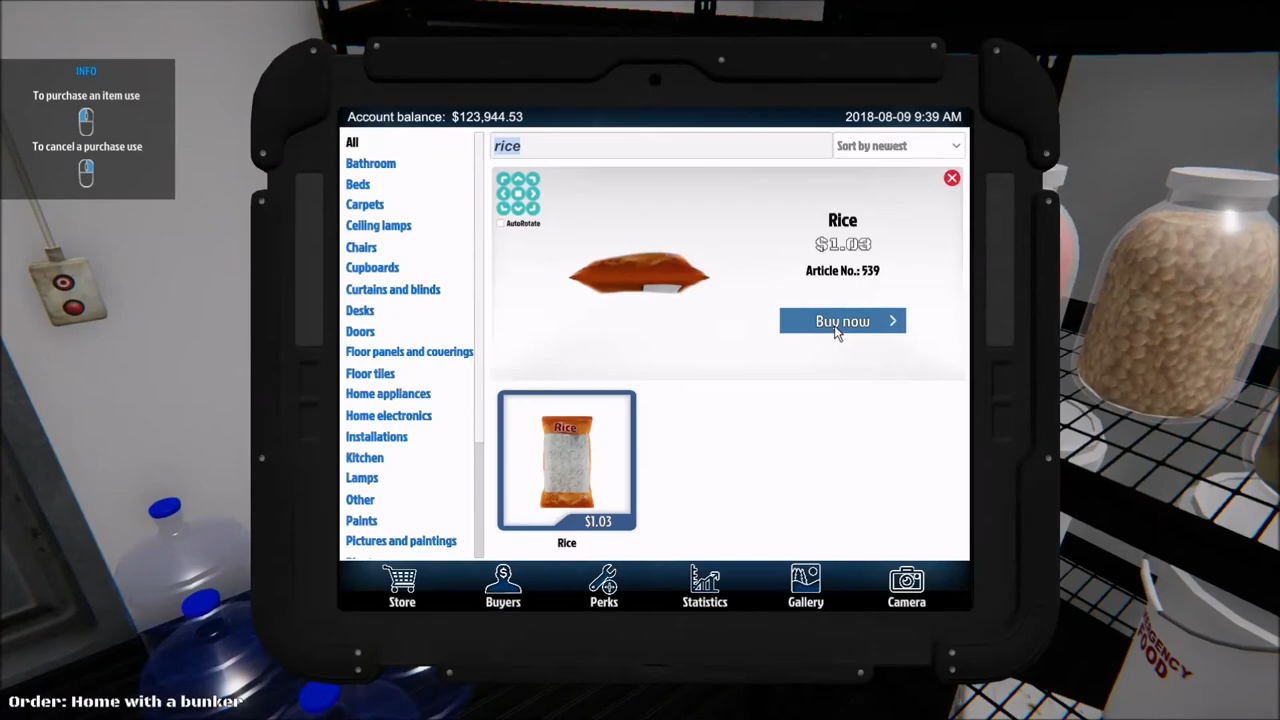 INFO
To purchase an item use
To cancel a purchase use
Account balance: $123,944.53
2018-08-09 9:39 AM
All
Bathroom
Beds
Carpets
Ceiling lamps
Chairs
Cupboards
Curtains and blinds
Desks
Doors
Floor panels and coverings
Floor tiles
Home appliances
Home electronics
Installations
Kitchen
Lamps
Other
Paints
Pictures and paintings
rice
Sort by newest
AutoRotate
Rice
$1.03
Article No.: 539
Buy now
Rice
$1.03
Rice
Store
Buyers
Perks
Statistics
Gallery
Camera
FOOD
Order: Home with a bunker